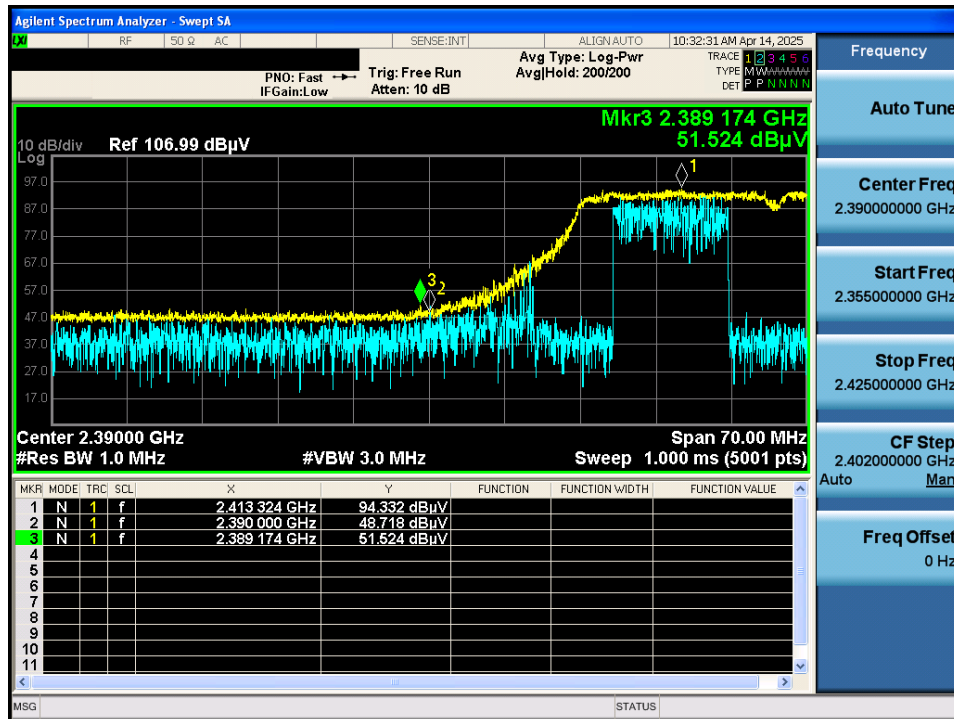 Agilent Spectrum Analyzer - Swept SA
LXI RF 50 Ω AC SENSE:INT ALIGN AUTO 10:32:31 AM Apr 14, 2025
PNO: Fast
IFGain:Low
Trig: Free Run
Atten: 10 dB
Avg Type: Log-Pwr
Avg|Hold: 200/200
TRACE 1 2 3 4 5 6
TYPE M W W W W W
DET P P N N N N
Mkr3 2.389 174 GHz
51.524 dBµV
10 dB/div Ref 106.99 dBµV
Log
97.0
87.0
77.0
67.0
57.0
47.0
37.0
27.0
17.0
1
3
2
Center 2.39000 GHz Span 70.00 MHz
#Res BW 1.0 MHz #VBW 3.0 MHz Sweep 1.000 ms (5001 pts)
MKR MODE TRC SCL X Y FUNCTION FUNCTION WIDTH FUNCTION VALUE
1 N 1 f 2.413 324 GHz 94.332 dBµV
2 N 1 f 2.390 000 GHz 48.718 dBµV
3 N 1 f 2.389 174 GHz 51.524 dBµV
4
5
6
7
8
9
10
11
MSG STATUS
Frequency
Auto Tune
Center Freq
2.390000000 GHz
Start Freq
2.355000000 GHz
Stop Freq
2.425000000 GHz
CF Step
2.402000000 GHz
Auto Man
Freq Offset
0 Hz